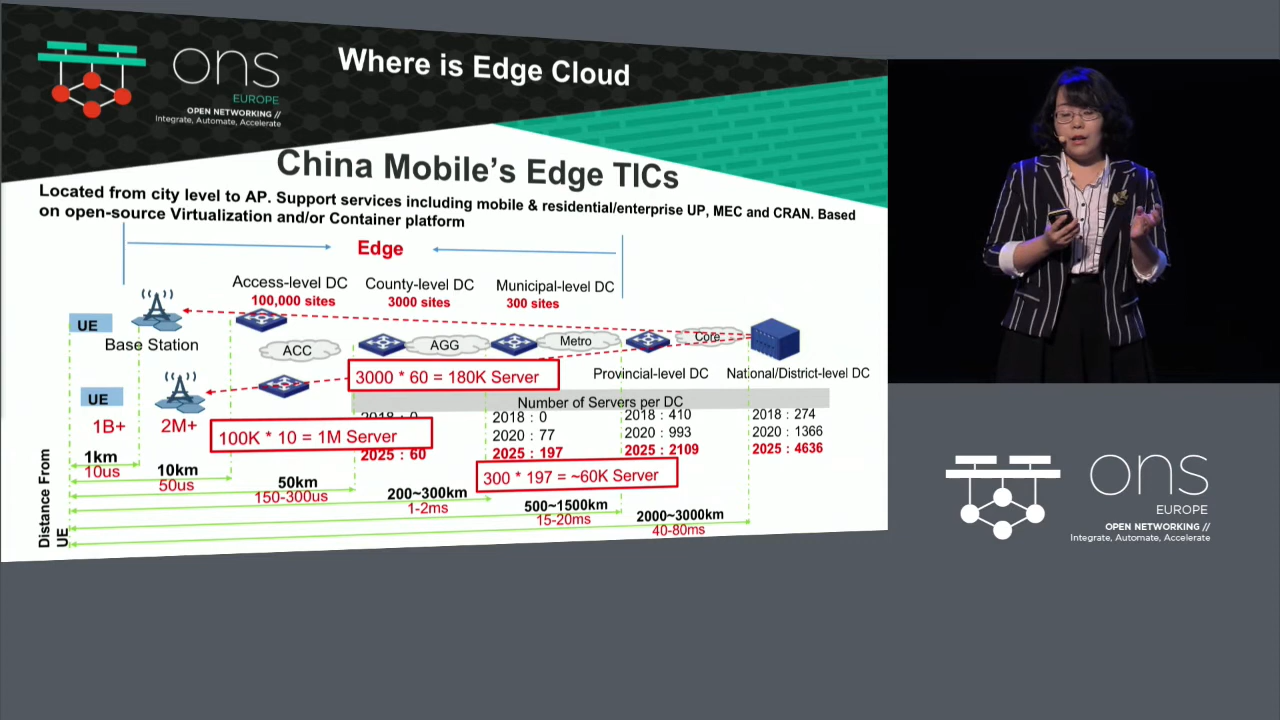 Where is Edge Cloud
ons
EUROPE
OPEN NETWORKING //
Integrate, Automate, Accelerate
China Mobile's Edge TICs
Located from city level to AP. Support services including mobile & residential/enterprise UP, MEC and CRAN. Based
on open-source Virtualization and/or Container platform
Edge
Access-level DC
100,000 sites
County-level DC
3000 sites
Municipal-level DC
300 sites
UE
Base Station
ACC
AGG
Metro
Core
Provincial-level DC
National/District-level DC
3000 * 60 = 180K Server
UE
1B+
2M+
Number of Servers per DC
2018 : 0
2025 : 60
2018 : 0
2020 : 77
2025 : 197
2018 : 410
2020 : 993
2025 : 2109
2018 : 274
2020 : 1366
2025 : 4636
100K * 10 = 1M Server
300 * 197 = ~60K Server
Distance From
UE
1km
10us
10km
50us
50km
150-300us
200~300km
1-2ms
500~1500km
15-20ms
2000~3000km
40-80ms
ons
EUROPE
OPEN NETWORKING //
Integrate, Automate, Accelerate